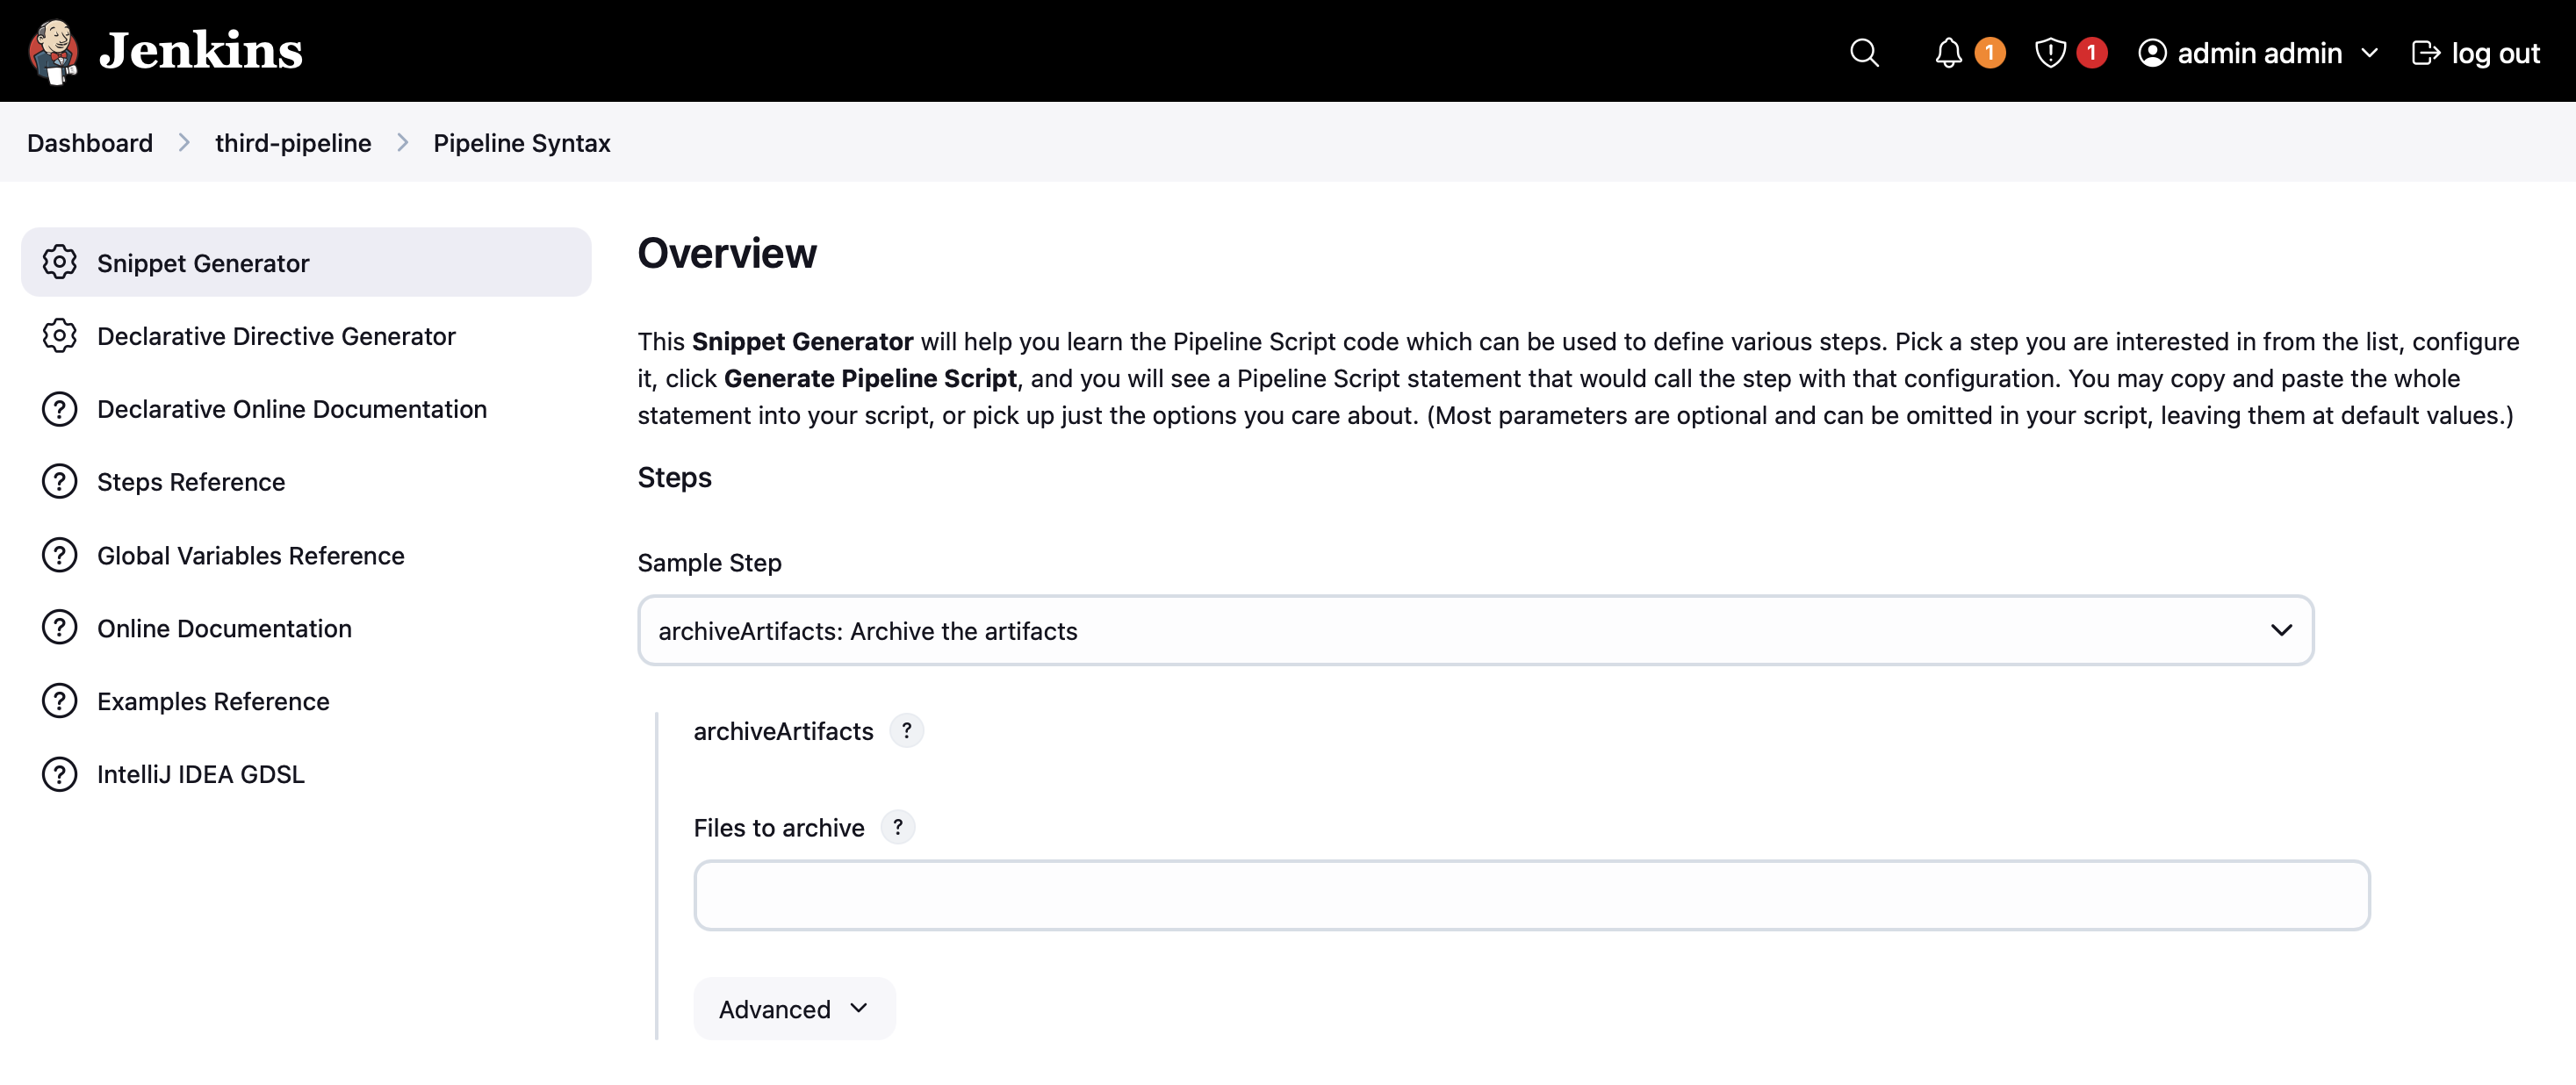 Jenkins
1
1
admin admin
log out
Dashboard
third-pipeline
Pipeline Syntax
Snippet Generator
Declarative Directive Generator
Declarative Online Documentation
Steps Reference
Global Variables Reference
Online Documentation
Examples Reference
IntelliJ IDEA GDSL
Overview
This Snippet Generator will help you learn the Pipeline Script code which can be used to define various steps. Pick a step you are interested in from the list, configure
it, click Generate Pipeline Script, and you will see a Pipeline Script statement that would call the step with that configuration. You may copy and paste the whole
statement into your script, or pick up just the options you care about. (Most parameters are optional and can be omitted in your script, leaving them at default values.)
Steps
Sample Step
archiveArtifacts: Archive the artifacts
archiveArtifacts ?
Files to archive ?
Advanced